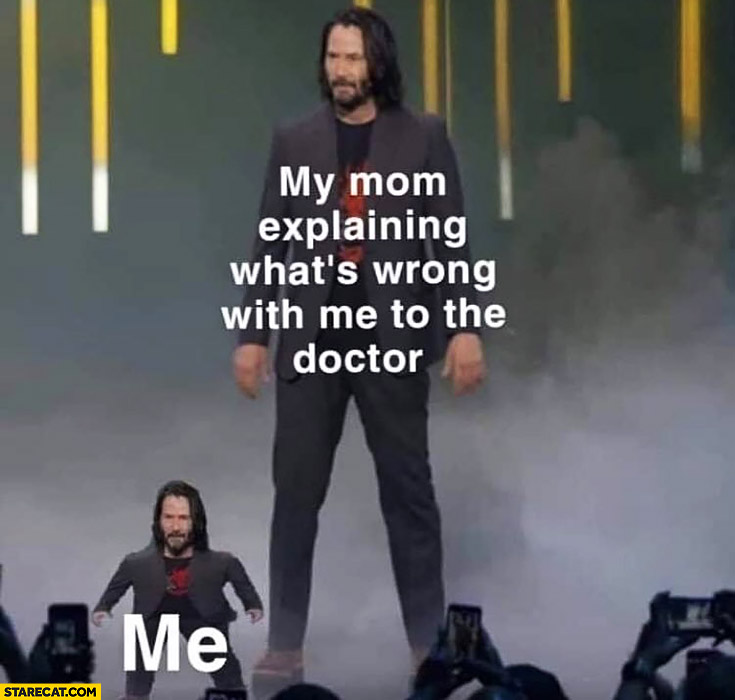 My mom
explaining
what's wrong
with me to the
doctor
Me
STARECAT.COM